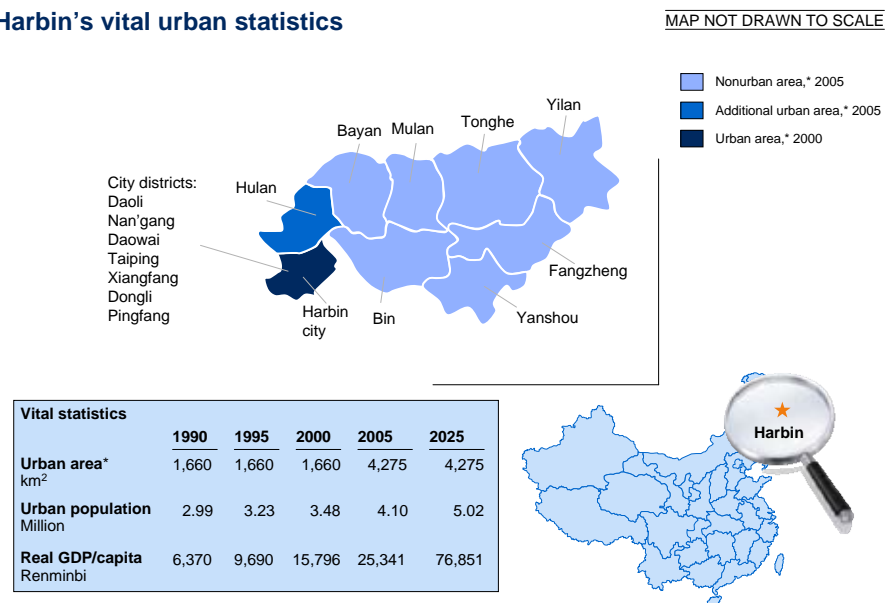 Harbin's vital urban statistics
MAP NOT DRAWN TO SCALE
Nonurban area,* 2005
Additional urban area,* 2005
Urban area,* 2000
Yilan
Tonghe
Bayan Mulan
City districts:
Daoli
Nan'gang
Daowai
Taiping
Xiangfang
Dongli
Pingfang
Hulan
Fangzheng
Harbin
city
Bin
Yanshou
Vital statistics
1990 1995 2000 2005 2025
Urban area* 1,660 1,660 1,660 4,275 4,275
km²
Urban population 2.99 3.23 3.48 4.10 5.02
Million
Real GDP/capita 6,370 9,690 15,796 25,341 76,851
Renminbi
Harbin